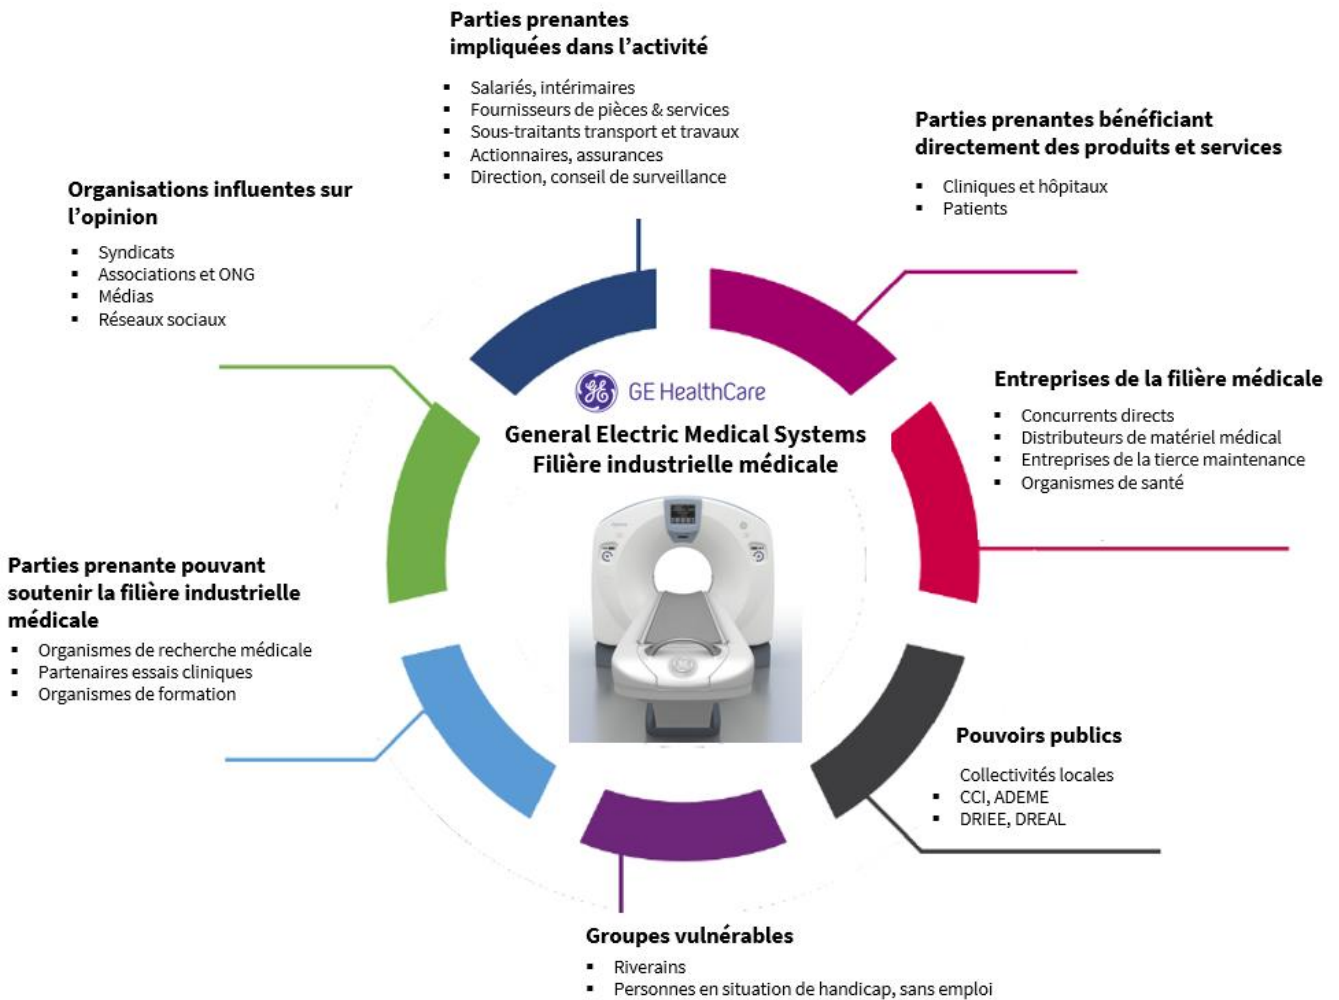 Parties prenantes
impliquées dans l’activité
▪ Salariés, intérimaires
▪ Fournisseurs de pièces & services
▪ Sous-traitants transport et travaux
▪ Actionnaires, assurances
▪ Direction, conseil de surveillance
Parties prenantes bénéficiant
directement des produits et services
▪ Cliniques et hôpitaux
▪ Patients
Organisations influentes sur
l’opinion
▪ Syndicats
▪ Associations et ONG
▪ Médias
▪ Réseaux sociaux
Entreprises de la filière médicale
▪ Concurrents directs
▪ Distributeurs de matériel médical
▪ Entreprises de la tierce maintenance
▪ Organismes de santé
GE HealthCare
General Electric Medical Systems
Filière industrielle médicale
Parties prenante pouvant
soutenir la filière industrielle
médicale
▪ Organismes de recherche médicale
▪ Partenaires essais cliniques
▪ Organismes de formation
Pouvoirs publics
Collectivités locales
▪ CCI, ADEME
▪ DRIEE, DREAL
Groupes vulnérables
▪ Riverains
▪ Personnes en situation de handicap, sans emploi